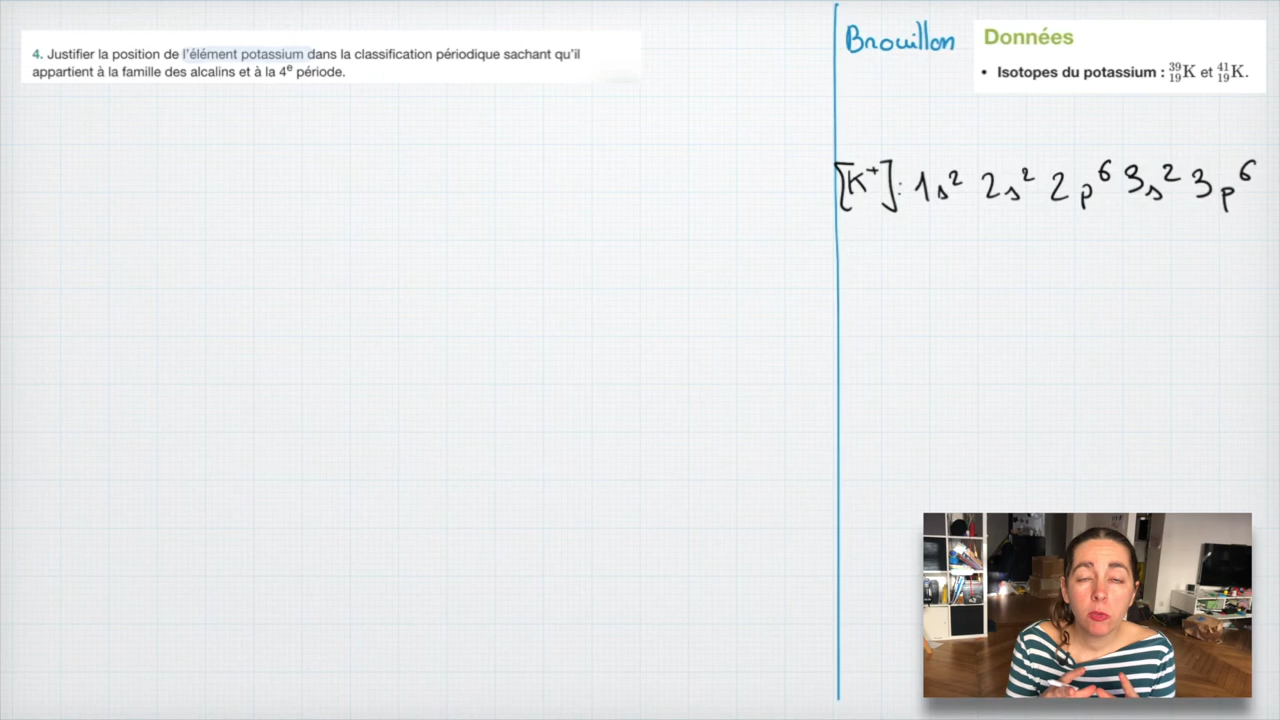 4. Justifier la position de l'élément potassium dans la classification périodique sachant qu'il
appartient à la famille des alcalins et à la 4e période.
Brouillon
Données
• Isotopes du potassium : ³⁹₁₉K et ⁴¹₁₉K.
[K⁺]: 1s² 2s² 2p⁶ 3s² 3p⁶